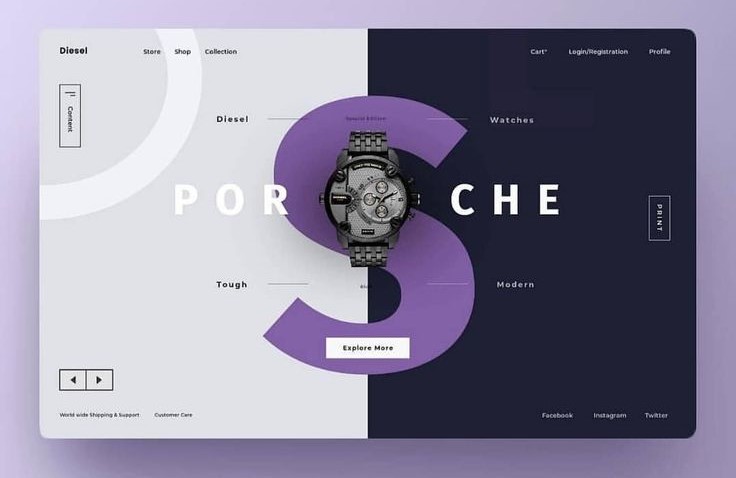 Diesel
Store Shop Collection
Cart* Login/Registration Profile
Content
Diesel
Special Edition
Watches
POR S CHE
PRINT
Tough
Modern
Explore More
World wide Shipping & Support Customer Care
Facebook Instagram Twitter